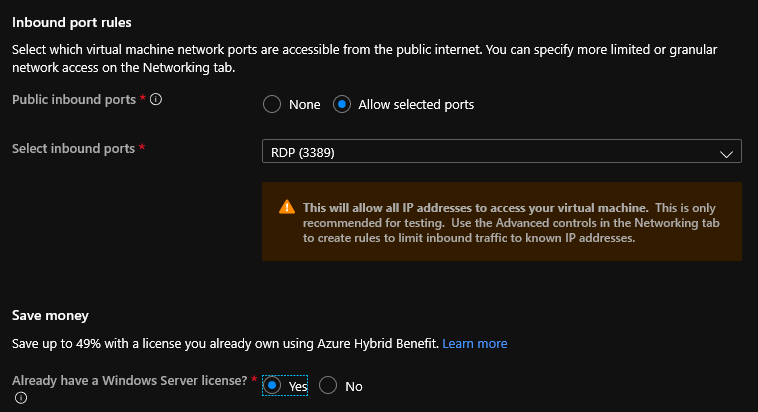 Inbound port rules
Select which virtual machine network ports are accessible from the public internet. You can specify more limited or granular
network access on the Networking tab.
Public inbound ports * None Allow selected ports
Select inbound ports * RDP (3389)
This will allow all IP addresses to access your virtual machine. This is only
recommended for testing. Use the Advanced controls in the Networking tab
to create rules to limit inbound traffic to known IP addresses.
Save money
Save up to 49% with a license you already own using Azure Hybrid Benefit. Learn more
Already have a Windows Server license? * Yes No